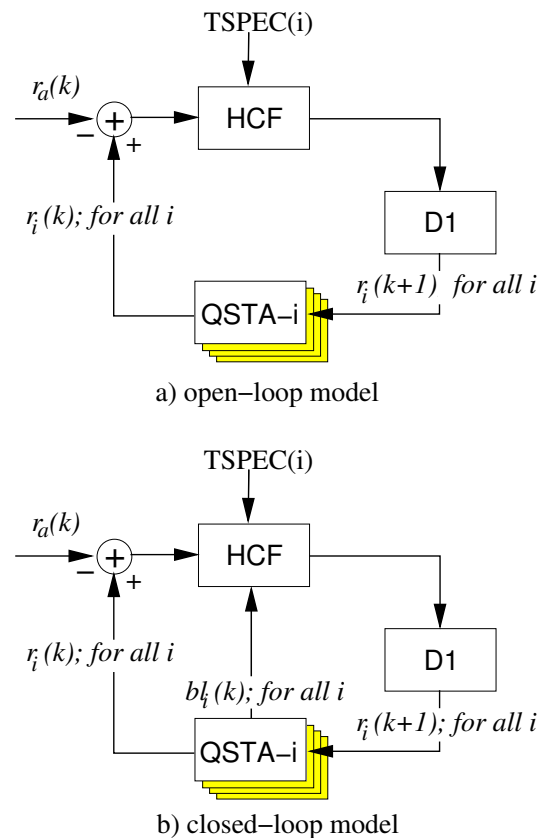 TSPEC(i)
r_a(k)
− + +
HCF
r_i(k); for all i
D1
r_i(k+1) for all i
QSTA−i
a) open−loop model
TSPEC(i)
r_a(k)
− + +
HCF
r_i(k); for all i
D1
bl_i(k); for all i
r_i(k+1); for all i
QSTA−i
b) closed−loop model